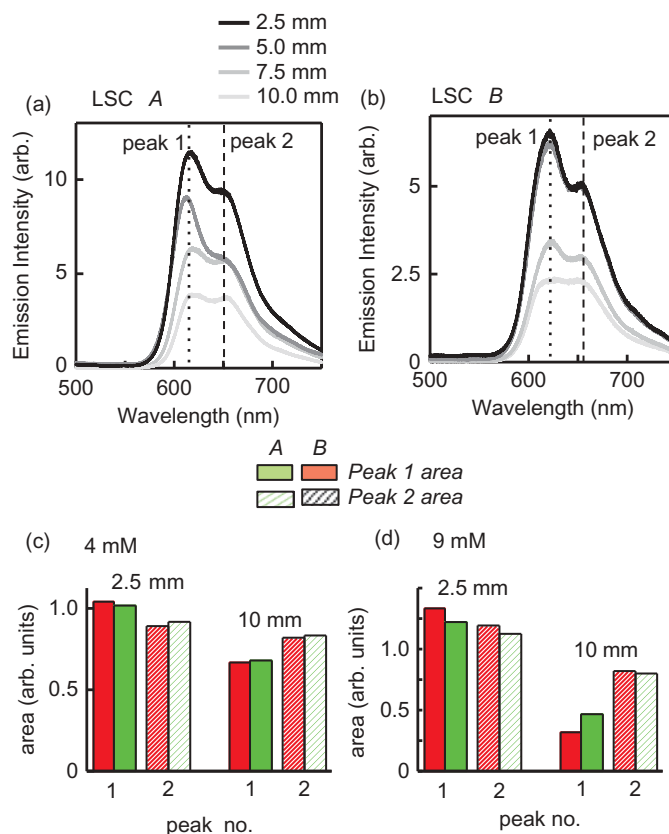 2.5 mm
5.0 mm
7.5 mm
10.0 mm
(a) LSC A
peak 1
peak 2
10
5
0
500 600 700
Emission Intensity (arb.)
Wavelength (nm)
(b) LSC B
peak 1
peak 2
5
2.5
0
500 600 700
Emission Intensity (arb.)
Wavelength (nm)
A B
Peak 1 area
Peak 2 area
(c) 4 mM
2.5 mm
10 mm
1.0
0.5
0
area (arb. units)
1 2 1 2
peak no.
(d) 9 mM
2.5 mm
10 mm
1.0
0.5
0
area (arb. units)
1 2 1 2
peak no.